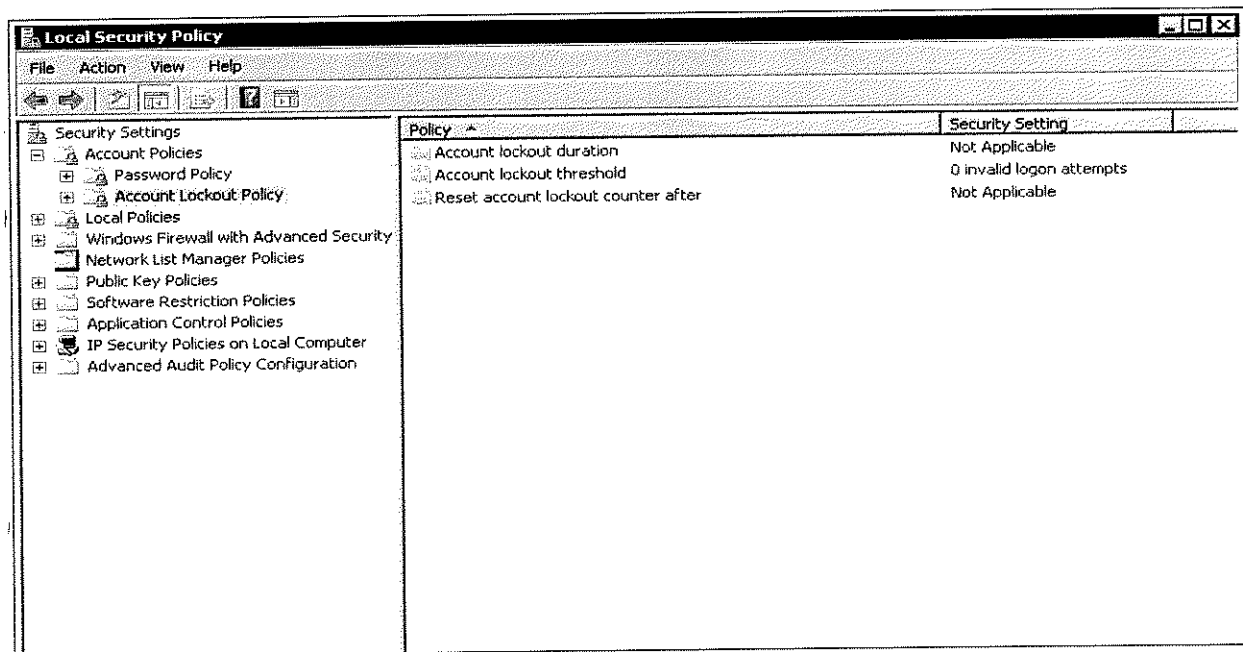 Local Security Policy
File Action View Help
Security Settings
Account Policies
Password Policy
Account Lockout Policy
Local Policies
Windows Firewall with Advanced Security
Network List Manager Policies
Public Key Policies
Software Restriction Policies
Application Control Policies
IP Security Policies on Local Computer
Advanced Audit Policy Configuration
Policy Security Setting
Account lockout duration Not Applicable
Account lockout threshold 0 invalid logon attempts
Reset account lockout counter after Not Applicable